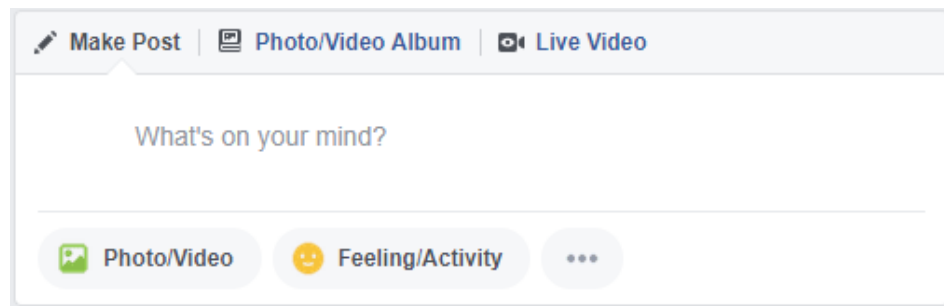 Make Post Photo/Video Album Live Video
What's on your mind?
Photo/Video Feeling/Activity